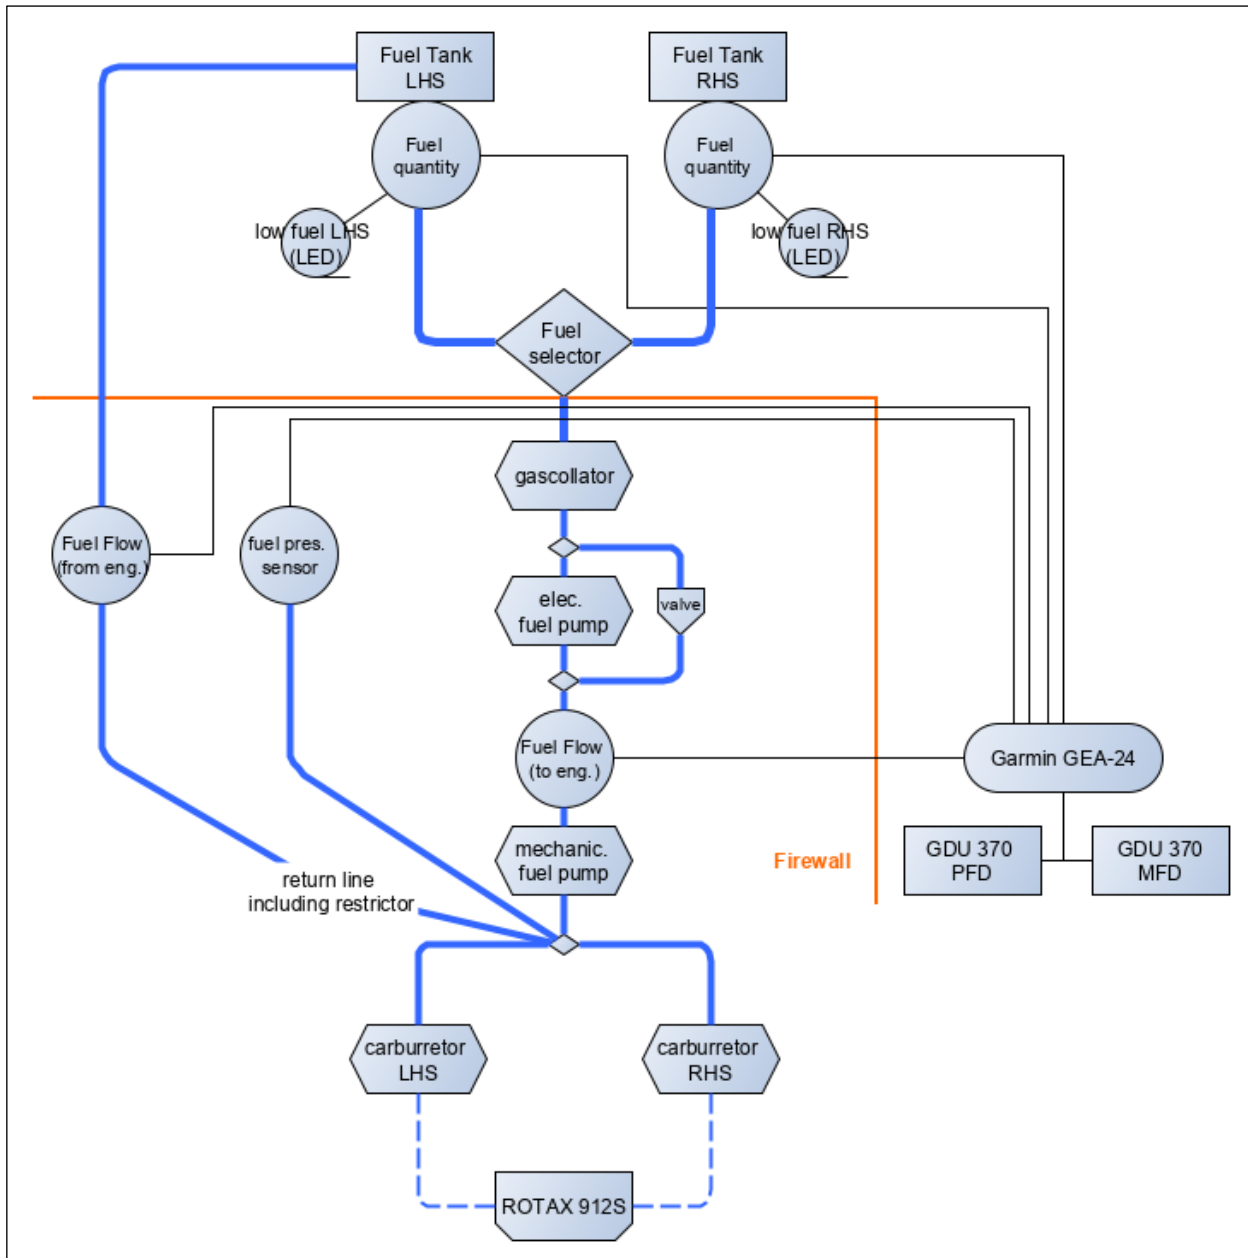 Fuel Tank
LHS
Fuel Tank
RHS
Fuel
quantity
Fuel
quantity
low fuel LHS
(LED)
low fuel RHS
(LED)
Fuel
selector
gascollator
Fuel Flow
(from eng.)
fuel pres.
sensor
elec.
fuel pump
valve
Fuel Flow
(to eng.)
Garmin GEA-24
mechanic.
fuel pump
Firewall
GDU 370
PFD
GDU 370
MFD
return line
including restrictor
carburretor
LHS
carburretor
RHS
ROTAX 912S